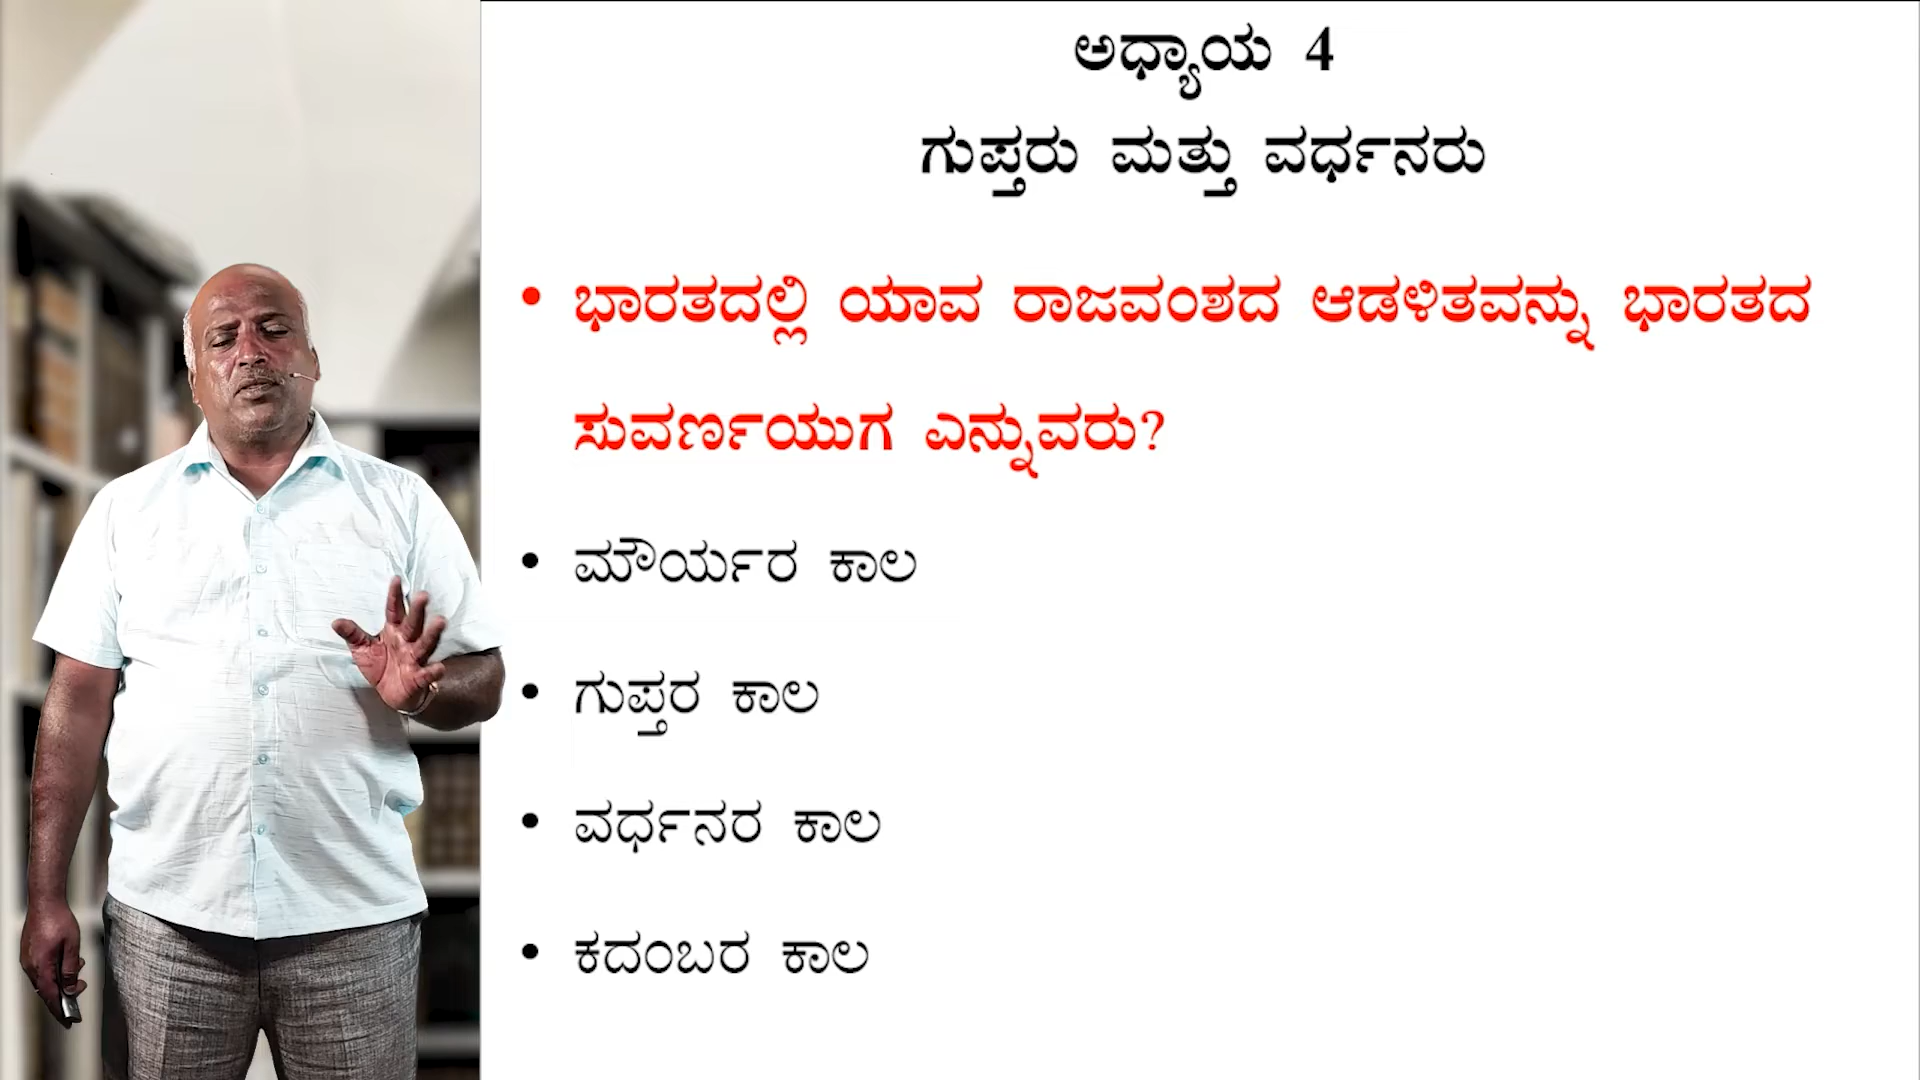 ಅಧ್ಯಾಯ 4
ಗುಪ್ತರು ಮತ್ತು ವರ್ಧನರು
• ಭಾರತದಲ್ಲಿ ಯಾವ ರಾಜವಂಶದ ಆಡಳಿತವನ್ನು ಭಾರತದ
ಸುವರ್ಣಯುಗ ಎನ್ನುವರು?
• ಮೌರ್ಯರ ಕಾಲ
• ಗುಪ್ತರ ಕಾಲ
• ವರ್ಧನರ ಕಾಲ
• ಕದಂಬರ ಕಾಲ